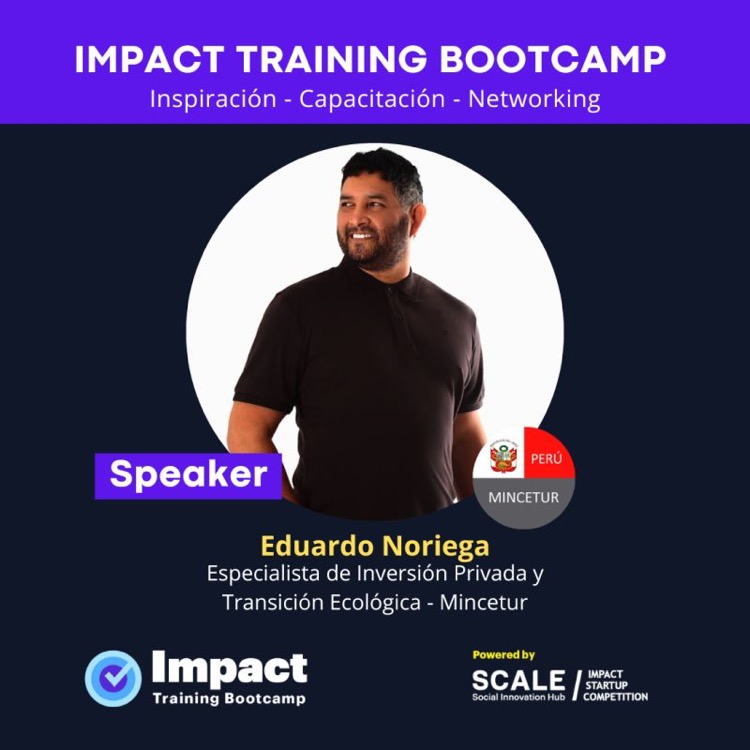 IMPACT TRAINING BOOTCAMP
Inspiración - Capacitación - Networking
Speaker
PERÚ
MINCETUR
Eduardo Noriega
Especialista de Inversión Privada y
Transición Ecológica - Mincetur
Impact
Training Bootcamp
Powered by
SCALE
Social Innovation Hub
IMPACT
STARTUP
COMPETITION